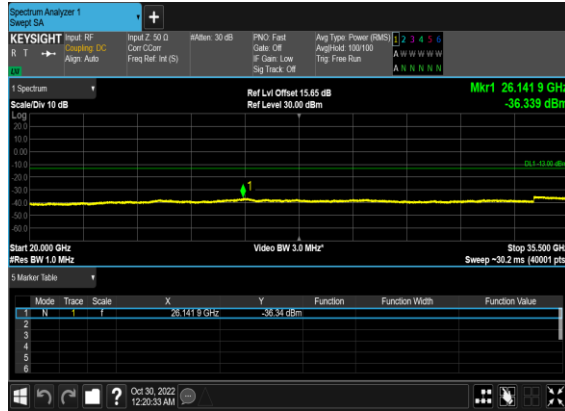 Spectrum Analyzer 1
Swept SA
+
KEYSIGHT Input: RF Input Z: 50 Ω #Atten: 30 dB PNO: Fast Avg Type: Power (RMS) 1 2 3 4 5 6
R T Coupling: DC Corr CCorr Gate: Off Avg|Hold: 100/100 A W W W W W
Align: Auto Freq Ref: Int (S) IF Gain: Low Trig: Free Run
Sig Track: Off A N N N N N
1 Spectrum Ref Lvl Offset 15.65 dB Mkr1 26.141 9 GHz
Scale/Div 10 dB Ref Level 30.00 dBm -36.339 dBm
Log
20.0
10.0
0.00
-10.0 DL1 -13.00 dBm
-20.0
-30.0 1
-40.0
-50.0
-60.0
Start 20.000 GHz Video BW 3.0 MHz* Stop 35.500 GHz
#Res BW 1.0 MHz Sweep ~30.2 ms (40001 pts)
5 Marker Table
Mode Trace Scale X Y Function Function Width Function Value
1 N 1 f 26.141 9 GHz -36.34 dBm
2
3
4
5
6
? Oct 30, 2022
12:20:33 AM